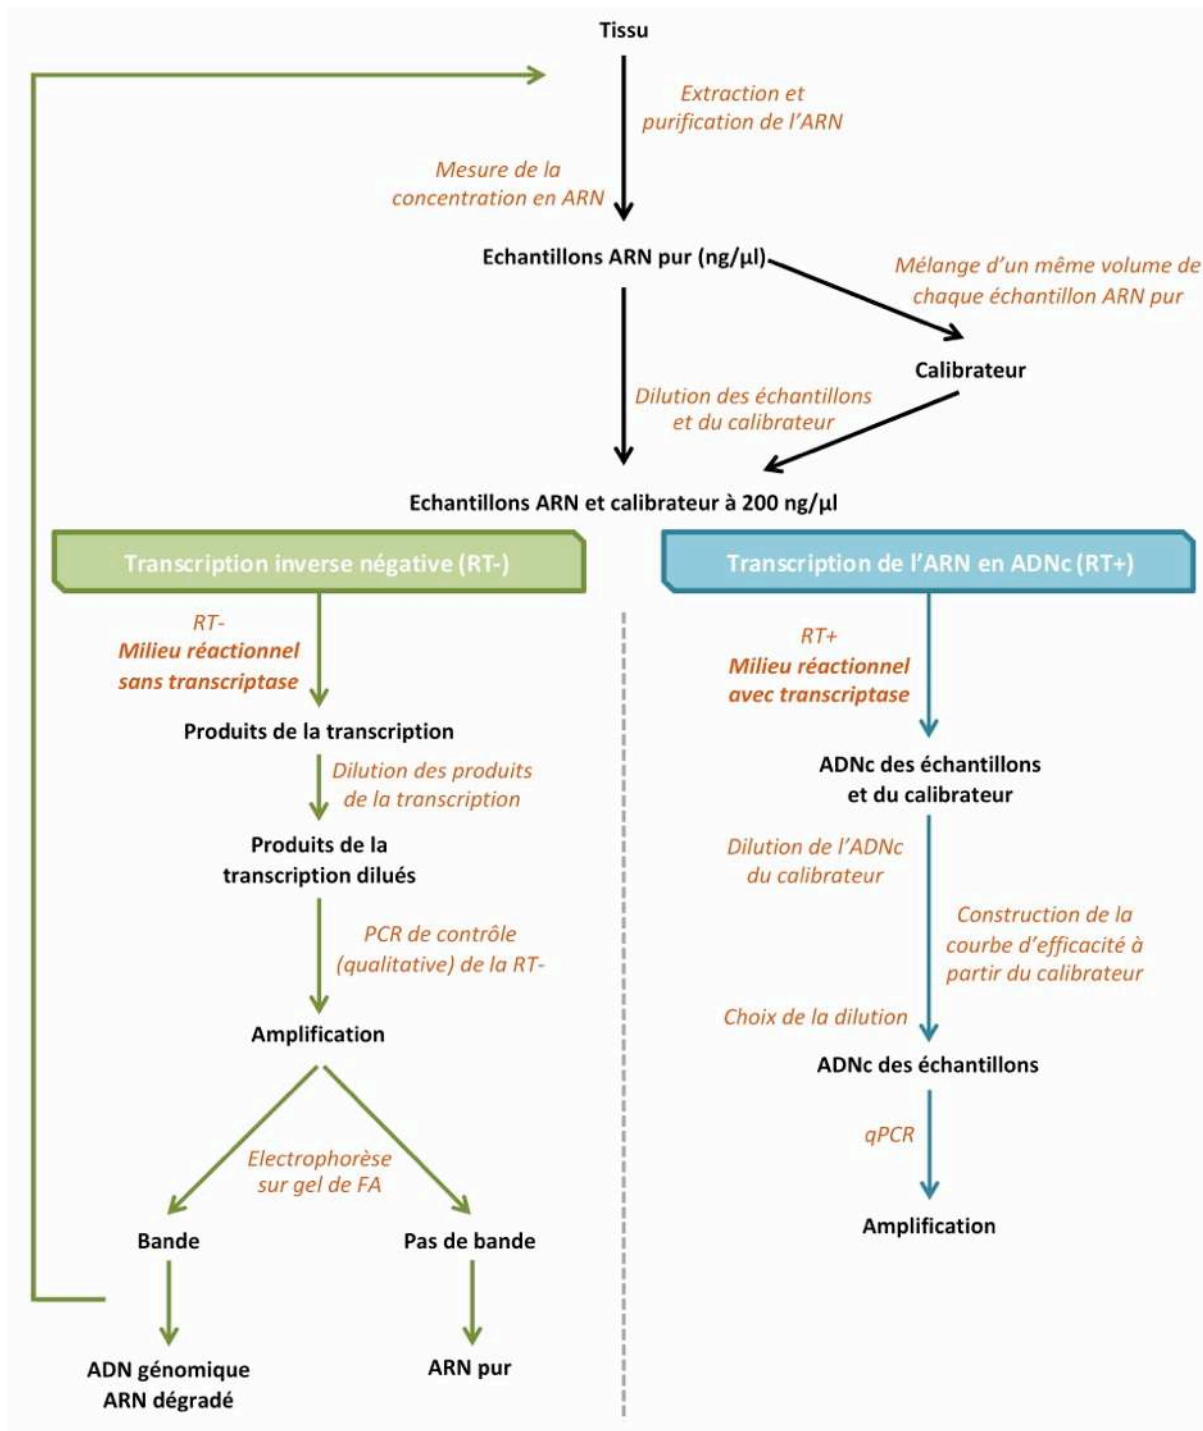 Tissu
Extraction et
purification de l'ARN
Mesure de la
concentration en ARN
Echantillons ARN pur (ng/µl)
Mélange d'un même volume de
chaque échantillon ARN pur
Calibrateur
Dilution des échantillons
et du calibrateur
Echantillons ARN et calibrateur à 200 ng/µl
Transcription inverse négative (RT-)
RT-
Milieu réactionnel
sans transcriptase
Produits de la transcription
Dilution des produits
de la transcription
Produits de la
transcription dilués
PCR de contrôle
(qualitative) de la RT-
Amplification
Electrophorèse
sur gel de FA
Bande
Pas de bande
ADN génomique
ARN dégradé
ARN pur
Transcription de l'ARN en ADNc (RT+)
RT+
Milieu réactionnel
avec transcriptase
ADNc des échantillons
et du calibrateur
Dilution de l'ADNc
du calibrateur
Construction de la
courbe d'efficacité à
partir du calibrateur
Choix de la dilution
ADNc des échantillons
qPCR
Amplification